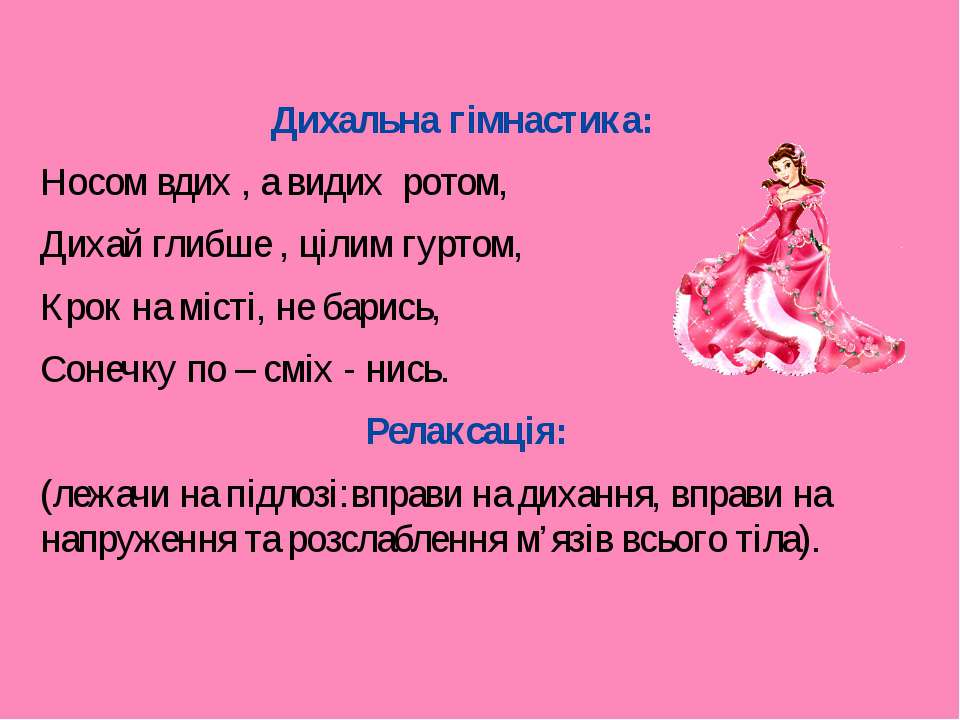 Дихальна гімнастика:
Носом вдих , а видих  ротом,
Дихай глибше , цілим гуртом,
Крок на місті, не барись,
Сонечку по – сміх - нись.
Релаксація:
(лежачи на підлозі:вправи на дихання, вправи на
напруження та розслаблення м’язів всього тіла).